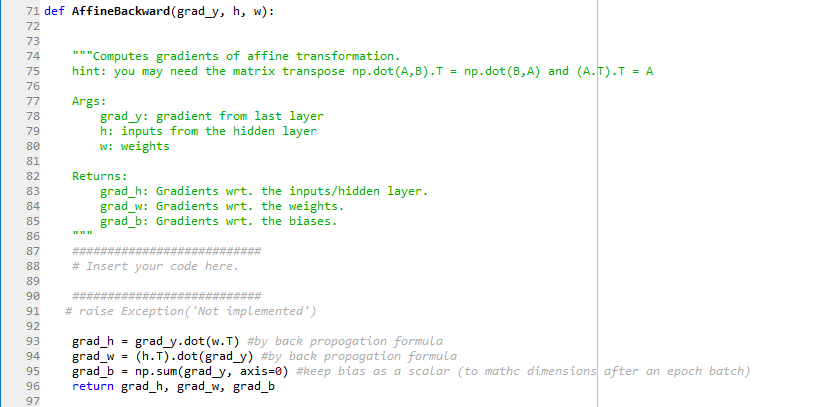 71 def AffineBackward(grad_y, h, w):
72
73
74 """Computes gradients of affine transformation.
75 hint: you may need the matrix transpose np.dot(A,B).T = np.dot(B,A) and (A.T).T = A
76
77 Args:
78 grad_y: gradient from last layer
79 h: inputs from the hidden layer
80 w: weights
81
82 Returns:
83 grad_h: Gradients wrt. the inputs/hidden layer.
84 grad_w: Gradients wrt. the weights.
85 grad_b: Gradients wrt. the biases.
86 """
87 ###########################
88 # Insert your code here.
89
90 ###########################
91 # raise Exception('Not implemented')
92
93 grad_h = grad_y.dot(w.T) #by back propogation formula
94 grad_w = (h.T).dot(grad_y) #by back propogation formula
95 grad_b = np.sum(grad_y, axis=0) #keep bias as a scalar (to mathc dimensions after an epoch batch)
96 return grad_h, grad_w, grad_b
97